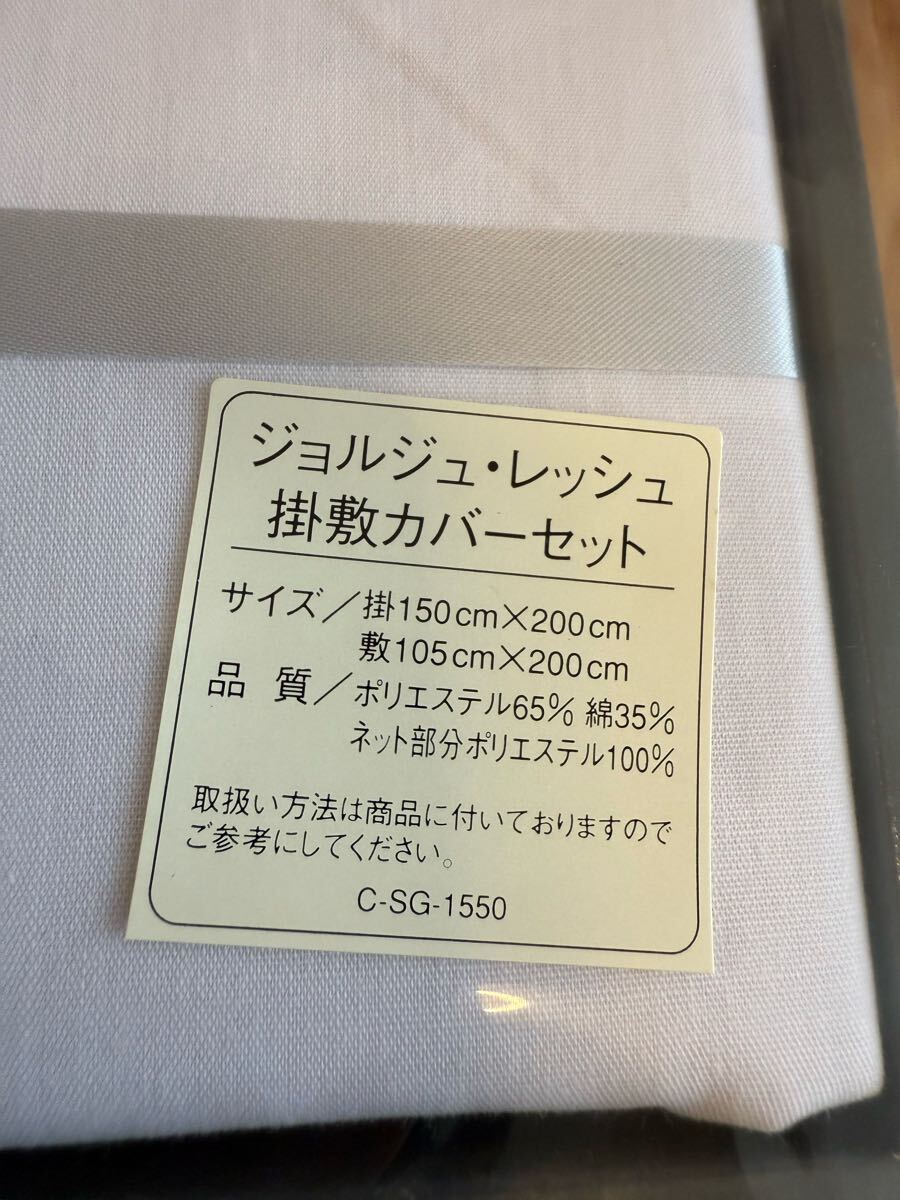 ジョルジュ・レッシュ
掛敷カバーセット
サイズ／掛150cm×200cm
敷105cm×200cm
品 質／ポリエステル65% 綿35%
ネット部分ポリエステル100%
取扱い方法は商品に付いておりますので
ご参考にしてください。
C-SG-1550